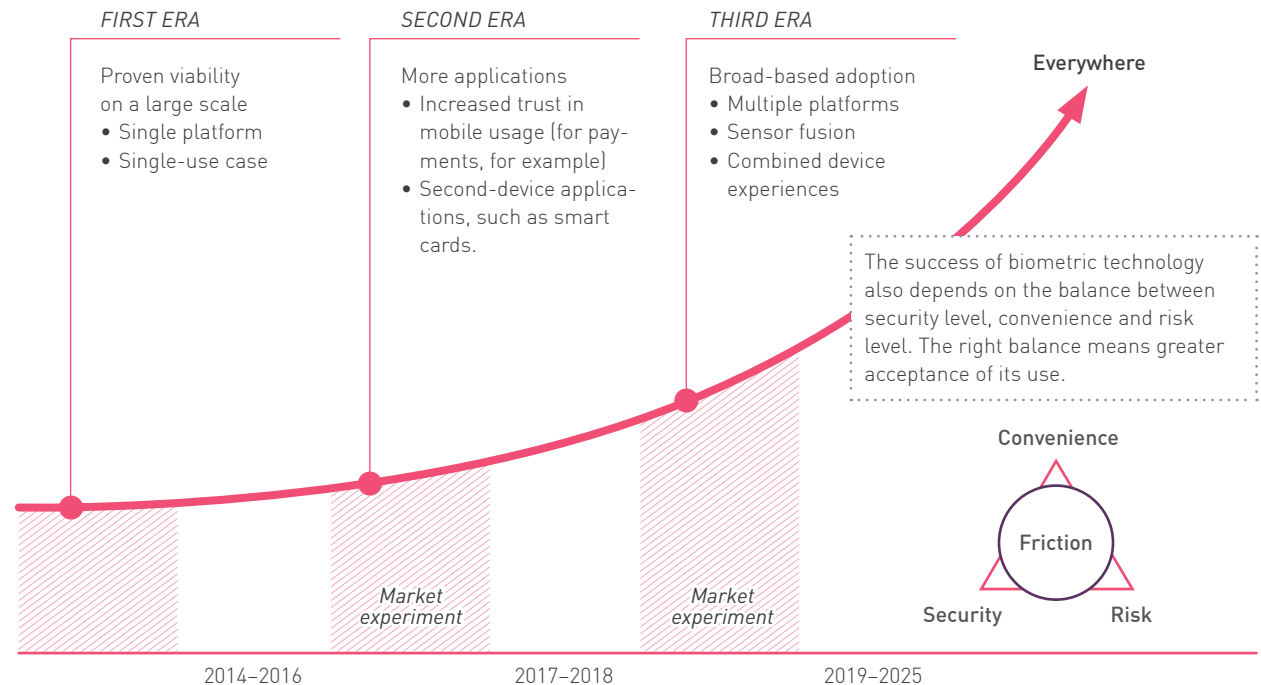 FIRST ERA
Proven viability
on a large scale
• Single platform
• Single-use case
SECOND ERA
More applications
• Increased trust in
mobile usage (for pay-
ments, for example)
• Second-device applica-
tions, such as smart
cards.
THIRD ERA
Broad-based adoption
• Multiple platforms
• Sensor fusion
• Combined device
experiences
Everywhere
The success of biometric technology
also depends on the balance between
security level, convenience and risk
level. The right balance means greater
acceptance of its use.
Convenience
Friction
Security
Risk
Market
experiment
Market
experiment
2014–2016
2017–2018
2019–2025